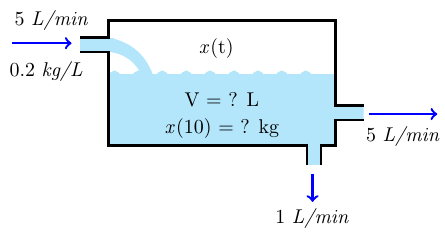 5 L/min
x(t)
0.2 kg/L
V = ? L
x(10) = ? kg
5 L/min
1 L/min